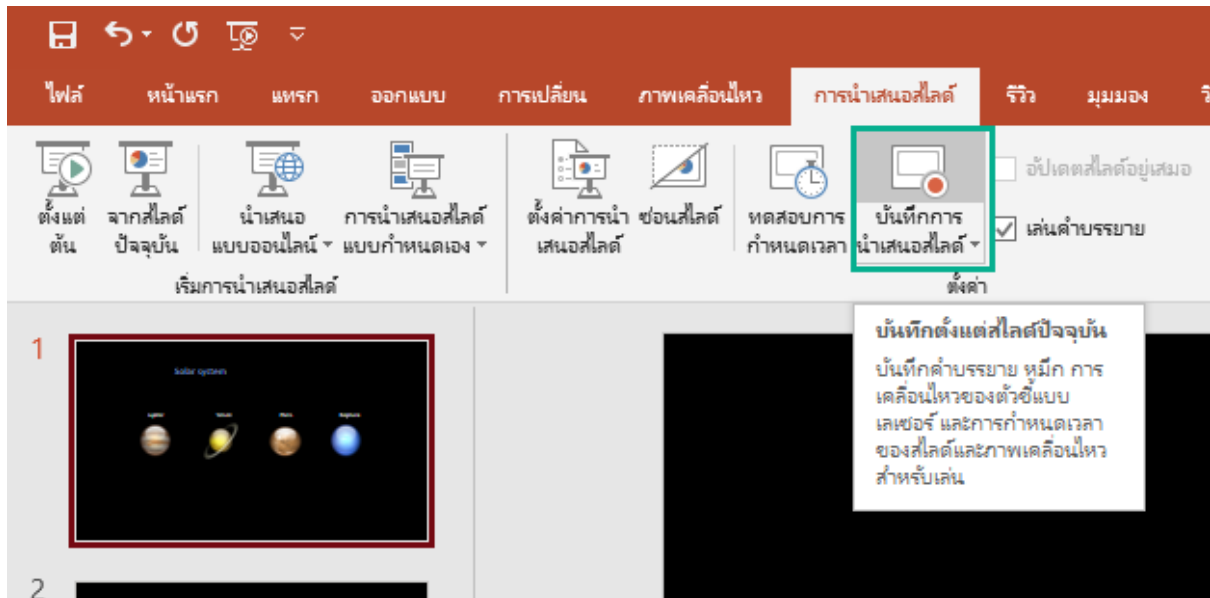 ไฟล์ หน้าแรก แทรก ออกแบบ การเปลี่ยน ภาพเคลื่อนไหว การนำเสนอสไลด์ รีวิว มุมมอง
ตั้งแต่ จากสไลด์ นำเสนอ การนำเสนอสไลด์ ตั้งค่าการนำ ซ่อนสไลด์ ทดสอบการ บันทึกการ
ต้น ปัจจุบัน แบบออนไลน์ แบบกำหนดเอง เสนอสไลด์ กำหนดเวลา นำเสนอสไลด์
อัปเดตสไลด์อยู่เสมอ
เล่นคำบรรยาย
เริ่มการนำเสนอสไลด์ ตั้งค่า
บันทึกตั้งแต่สไลด์ปัจจุบัน
บันทึกคำบรรยาย หมึก การ
เคลื่อนไหวของตัวชี้แบบ
เลเซอร์ และการกำหนดเวลา
ของสไลด์และภาพเคลื่อนไหว
สำหรับเล่น
1
Solar system
2